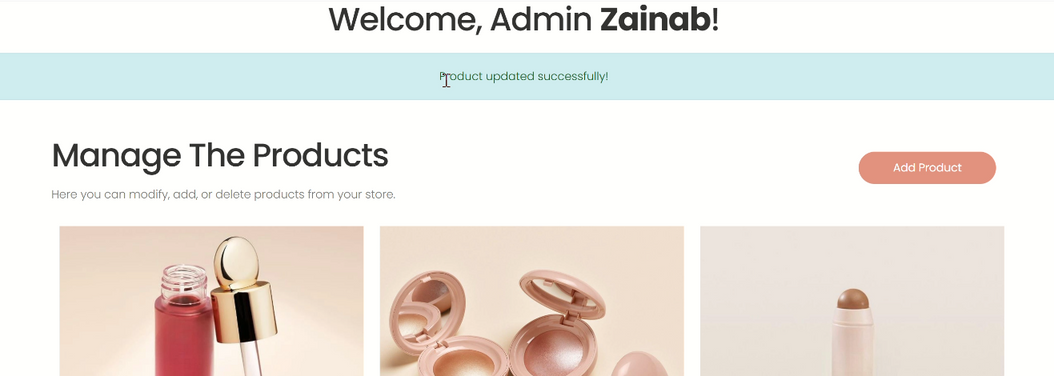 Welcome, Admin Zainab!
Product updated successfully!
Manage The Products
Add Product
Here you can modify, add, or delete products from your store.